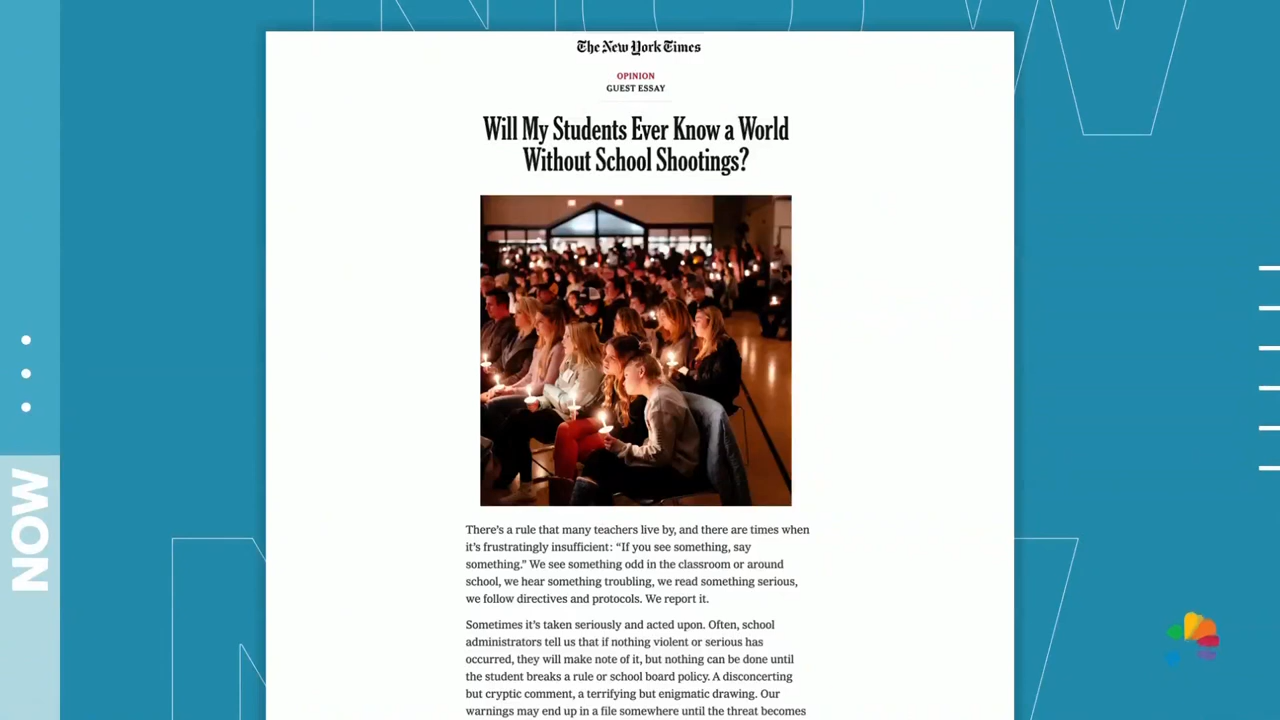 The New York Times
OPINION
GUEST ESSAY
Will My Students Ever Know a World
Without School Shootings?
There’s a rule that many teachers live by, and there are times when
it’s frustratingly insufficient: “If you see something, say
something.” We see something odd in the classroom or around
school, we hear something troubling, we read something serious,
we follow directives and protocols. We report it.
Sometimes it’s taken seriously and acted upon. Often, school
administrators tell us that if nothing violent or serious has
occurred, they will make note of it, but nothing can be done until
the student breaks a rule or school board policy. A disconcerting
but cryptic comment, a terrifying but enigmatic drawing. Our
warnings may end up in a file somewhere until the threat becomes
NOW
NOW